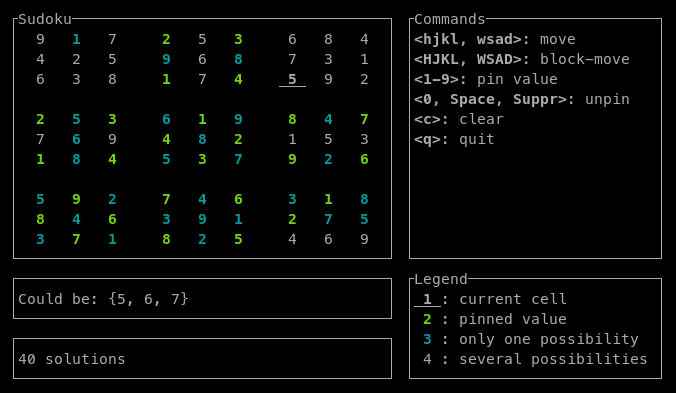 Sudoku
9 1 7 2 5 3 6 8 4
4 2 5 9 6 8 7 3 1
6 3 8 1 7 4 5 9 2
2 5 3 6 1 9 8 4 7
7 6 9 4 8 2 1 5 3
1 8 4 5 3 7 9 2 6
5 9 2 7 4 6 3 1 8
8 4 6 3 9 1 2 7 5
3 7 1 8 2 5 4 6 9
Could be: {5, 6, 7}
40 solutions
Commands
<hjkl, wsad>: move
<HJKL, WSAD>: block-move
<1-9>: pin value
<0, Space, Suppr>: unpin
<c>: clear
<q>: quit
Legend
1 : current cell
2 : pinned value
3 : only one possibility
4 : several possibilities